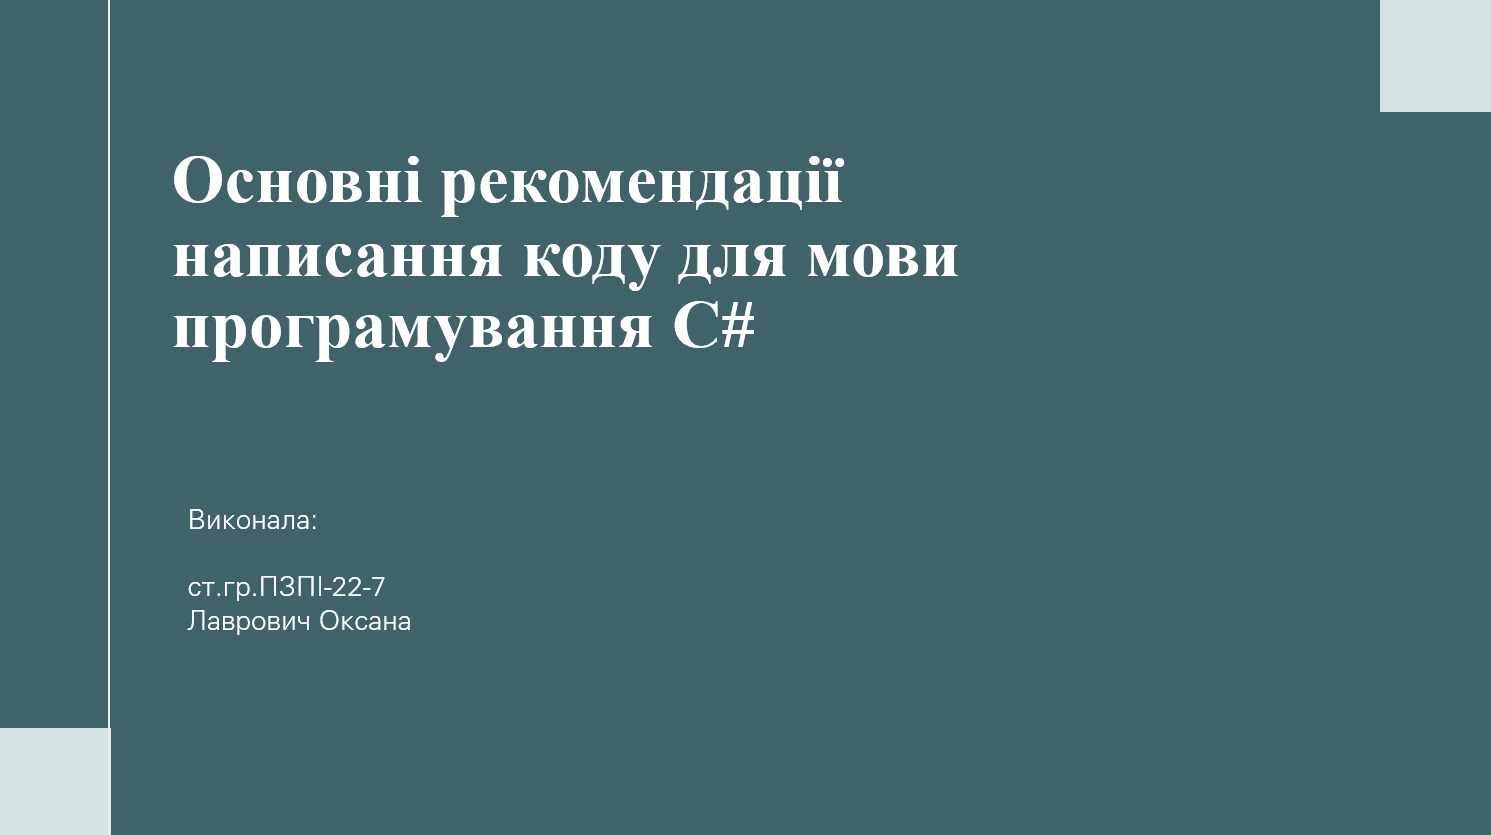 Основні рекомендації
написання коду для мови
програмування C#
Виконала:
ст.гр.ПЗПІ-22-7
Лаврович Оксана